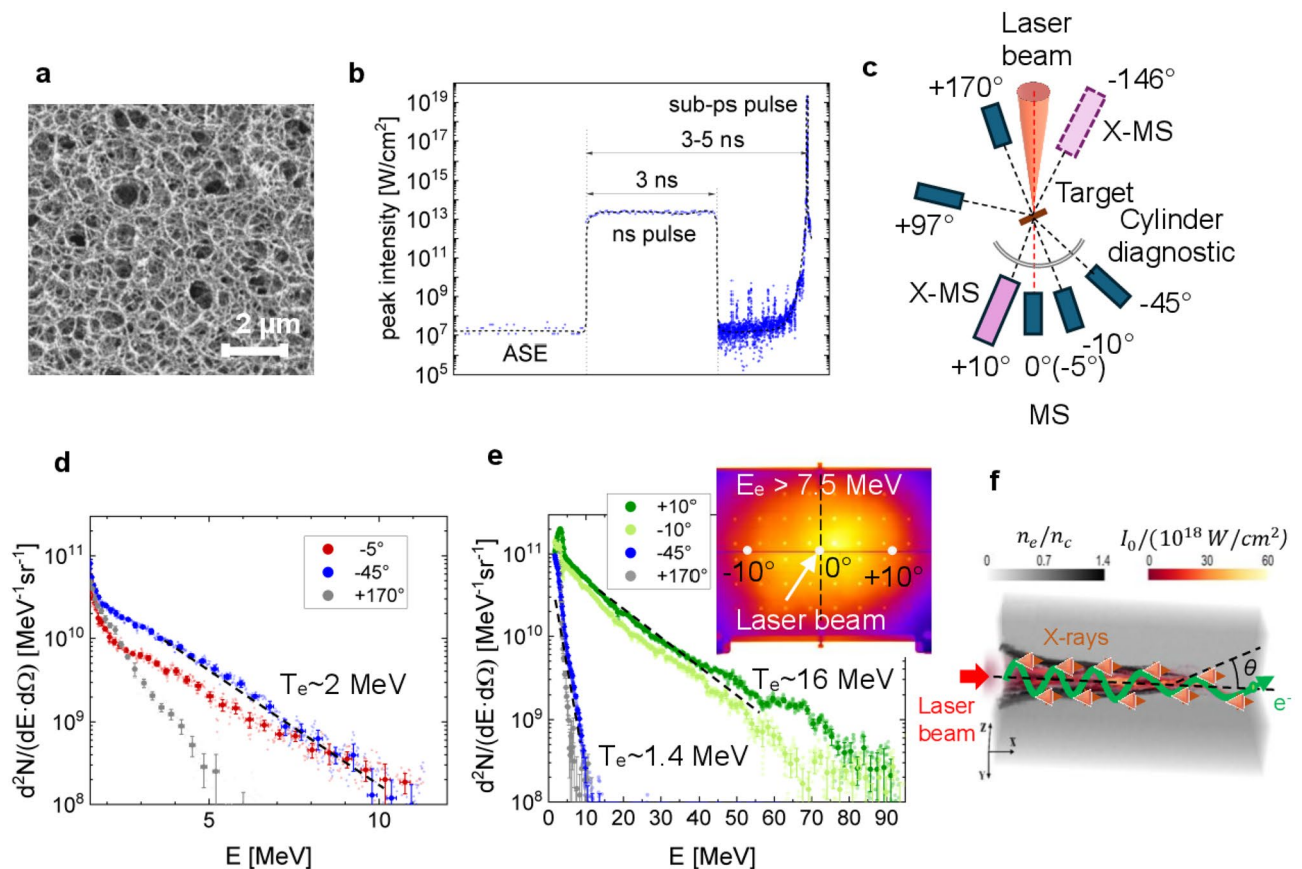 a
2 µm
b
peak intensity [W/cm²]
10¹⁹
10¹⁷
10¹⁵
10¹³
10¹¹
10⁹
10⁷
10⁵
sub-ps pulse
3-5 ns
3 ns
ns pulse
ASE
c
Laser
beam
+170°
-146°
X-MS
Target
+97°
Cylinder
diagnostic
X-MS
-45°
-10°
+10°
0°(-5°)
MS
d
d²N/(dE·dΩ) [MeV⁻¹sr⁻¹]
10¹¹
10¹⁰
10⁹
10⁸
-5°
-45°
+170°
Tₑ~2 MeV
5
10
E [MeV]
e
d²N/(dE·dΩ) [MeV⁻¹sr⁻¹]
10¹¹
10¹⁰
10⁹
10⁸
+10°
-10°
-45°
+170°
Eₑ > 7.5 MeV
-10°
0°
+10°
Laser beam
Tₑ~16 MeV
Tₑ~1.4 MeV
0 10 20 30 40 50 60 70 80 90
E [MeV]
f
nₑ/n꜀
0 0.7 1.4
I₀/(10¹⁸ W/cm²)
0 30 60
X-rays
θ
e⁻
Laser
beam
Z
X
Y